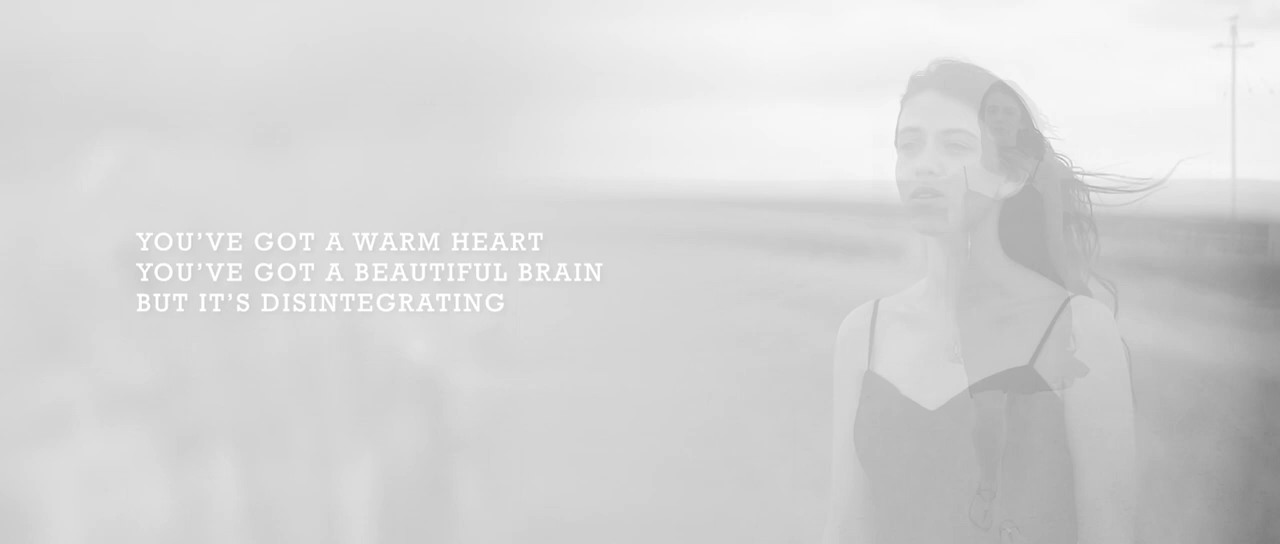 YOU’VE GOT A WARM HEART
YOU’VE GOT A BEAUTIFUL BRAIN
BUT IT’S DISINTEGRATING